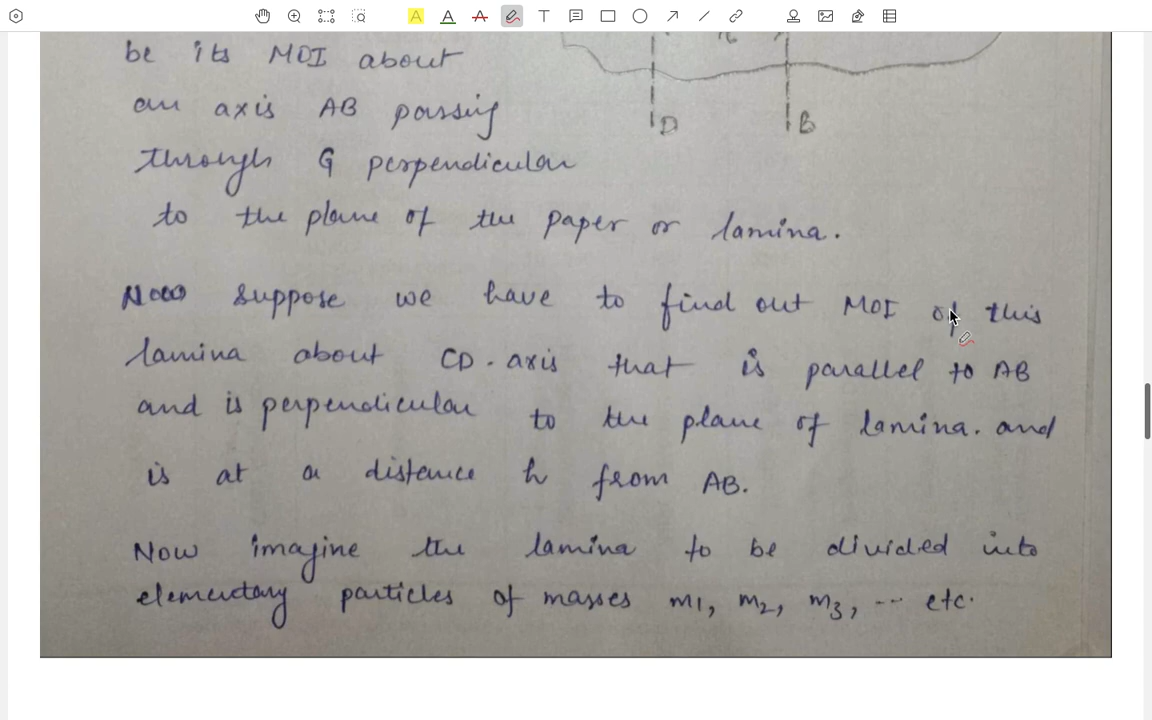 be its MOI about
an axis AB passing
through G perpendicular
to the plane of the paper or lamina.
D
B
Now suppose we have to find out MOI of this
lamina about CD-axis that is parallel to AB
and is perpendicular to the plane of lamina. and
is at a distance h from AB.
Now imagine the lamina to be divided into
elementary particles of masses m1, m2, m3, --- etc.